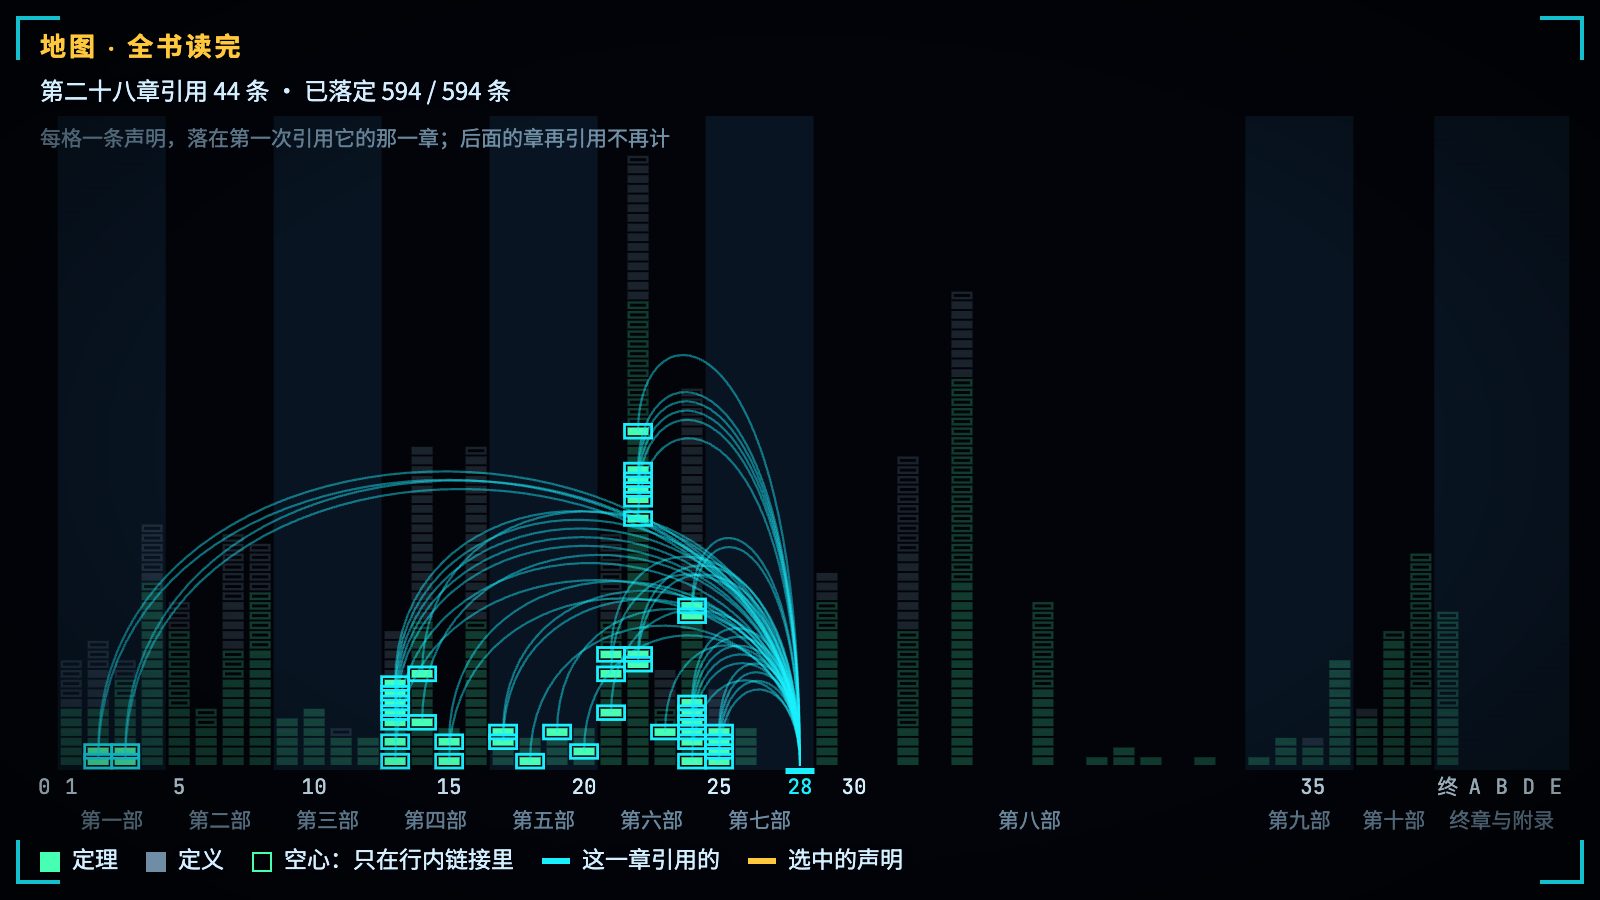 地图 · 全书读完
第二十八章引用 44 条 · 已落定 594 / 594 条
每格一条声明，落在第一次引用它的那一章；后面的章再引用不再计
0 1 5 10 15 20 25 28 30 35 终 A B D E
第一部 第二部 第三部 第四部 第五部 第六部 第七部 第八部 第九部 第十部 终章与附录
定理 定义 空心：只在行内链接里 这一章引用的 选中的声明